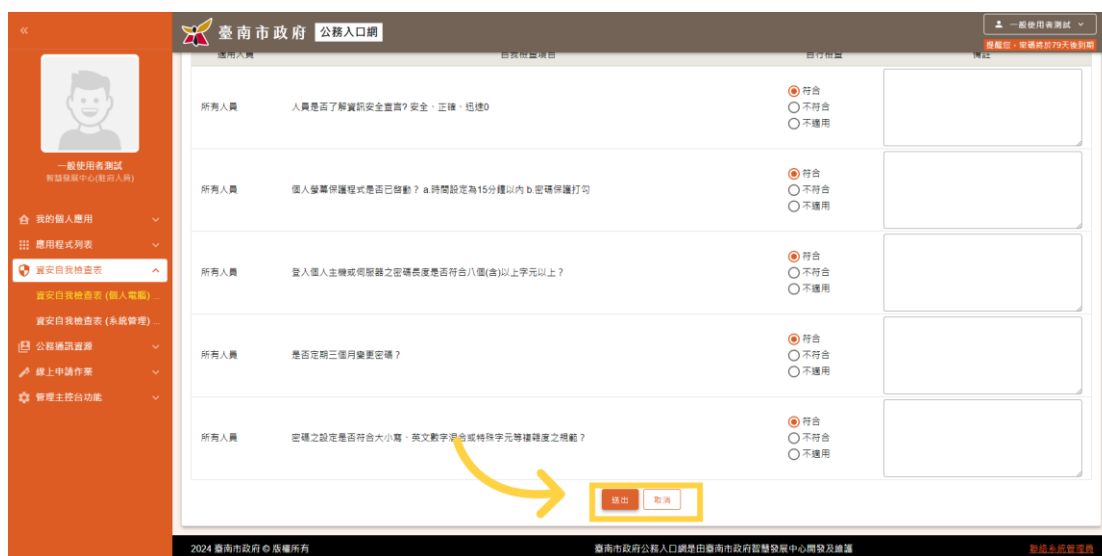 «
臺南市政府 公務入口網
一般使用者測試
提醒您，密碼將於79天後到期
一般使用者測試
智慧發展中心(駐府人員)
我的個人應用
應用程式列表
資安自我檢查表
資安自我檢查表 (個人電腦)...
資安自我檢查表 (系統管理)...
公務通訊資源
線上申請作業
管理主控台功能
適用人員 自我檢查項目 自行檢查 備註
所有人員 人員是否了解資訊安全宣言? 安全、正確、迅速0
符合
不符合
不適用
所有人員 個人螢幕保護程式是否已啓動？ a.時間設定為15分鐘以內 b.密碼保護打勾
符合
不符合
不適用
所有人員 登入個人主機或伺服器之密碼長度是否符合八個(含)以上字元以上？
符合
不符合
不適用
所有人員 是否定期三個月變更密碼？
符合
不符合
不適用
所有人員 密碼之設定是否符合大小寫、英文數字混合或特殊字元等複雜度之規範？
符合
不符合
不適用
送出 取消
2024 臺南市政府 © 版權所有 臺南市政府公務入口網是由臺南市政府智慧發展中心開發及維護 聯絡系統管理員